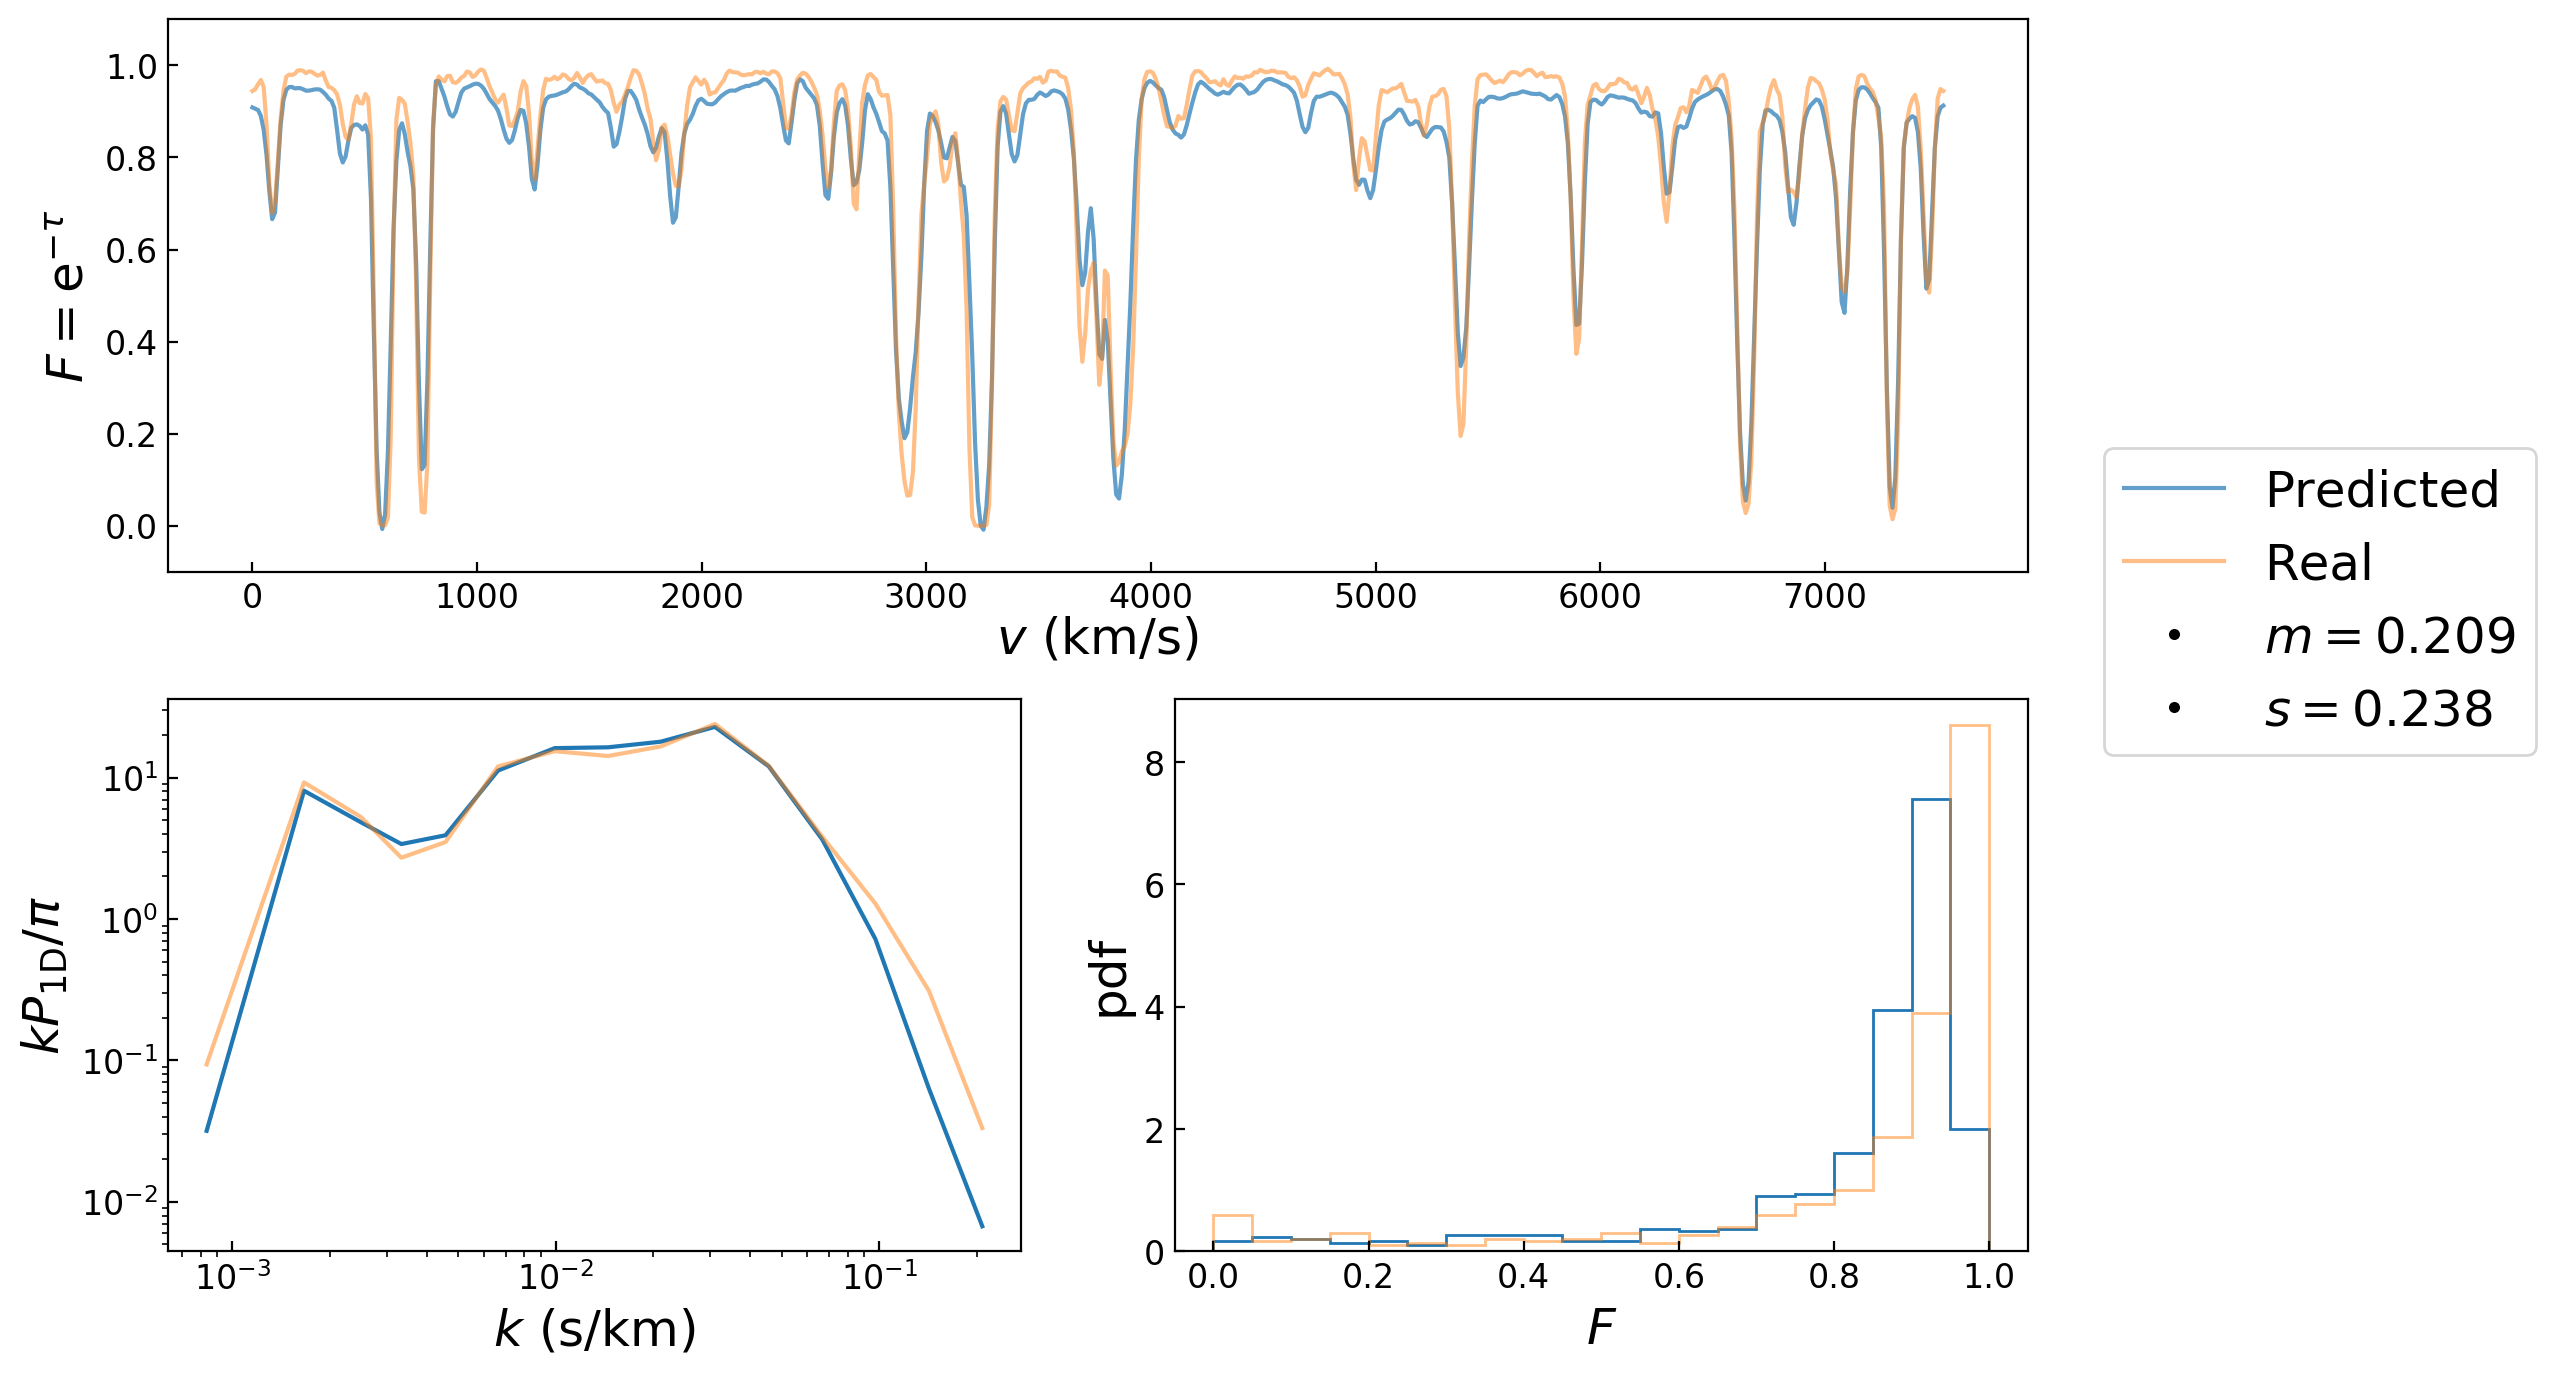 F = e^{−τ}
1.0
0.8
0.6
0.4
0.2
0.0
0 1000 2000 3000 4000 5000 6000 7000
v (km/s)
Predicted
Real
m = 0.209
s = 0.238
kP_{1D}/π
10^1
10^0
10^{−1}
10^{−2}
10^{−3} 10^{−2} 10^{−1}
k (s/km)
pdf
8
6
4
2
0
0.0 0.2 0.4 0.6 0.8 1.0
F